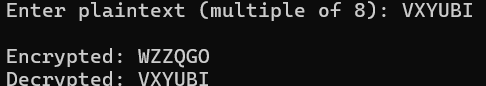 Enter plaintext (multiple of 8): VXYUBI
Encrypted: WZZQGO
Decrypted: VXYUBI